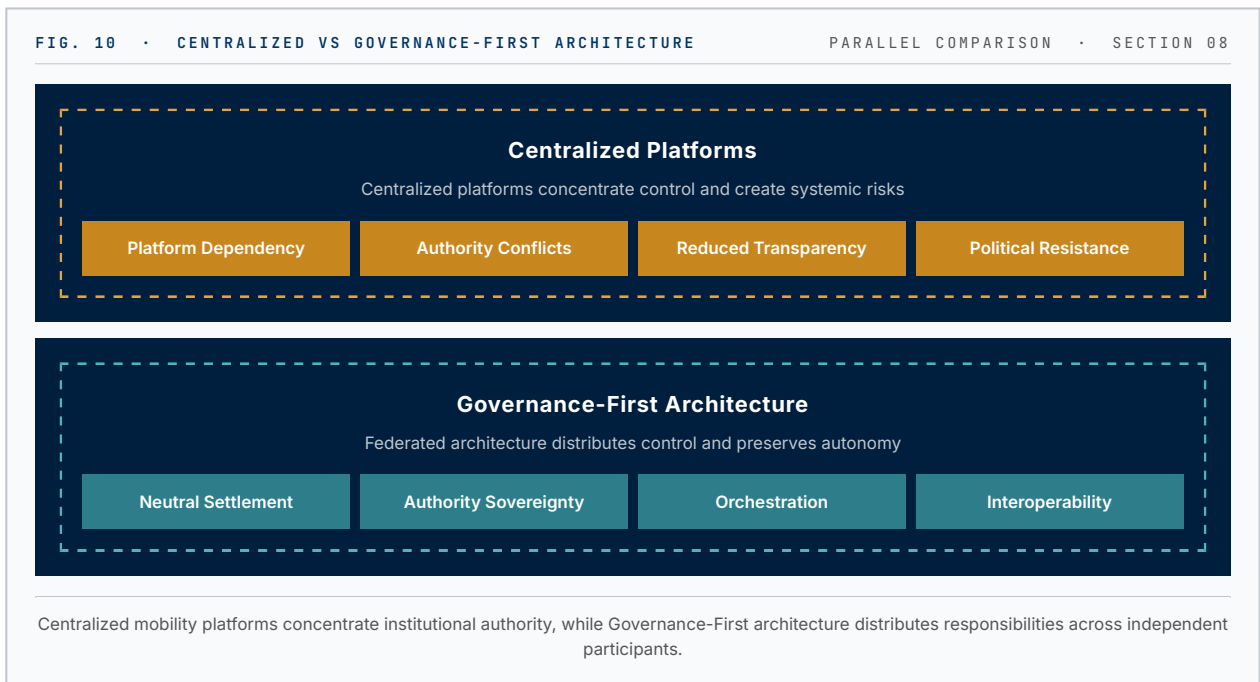 FIG. 10 · CENTRALIZED VS GOVERNANCE-FIRST ARCHITECTURE
PARALLEL COMPARISON · SECTION 08
Centralized Platforms
Centralized platforms concentrate control and create systemic risks
Platform Dependency
Authority Conflicts
Reduced Transparency
Political Resistance
Governance-First Architecture
Federated architecture distributes control and preserves autonomy
Neutral Settlement
Authority Sovereignty
Orchestration
Interoperability
Centralized mobility platforms concentrate institutional authority, while Governance-First architecture distributes responsibilities across independent
participants.